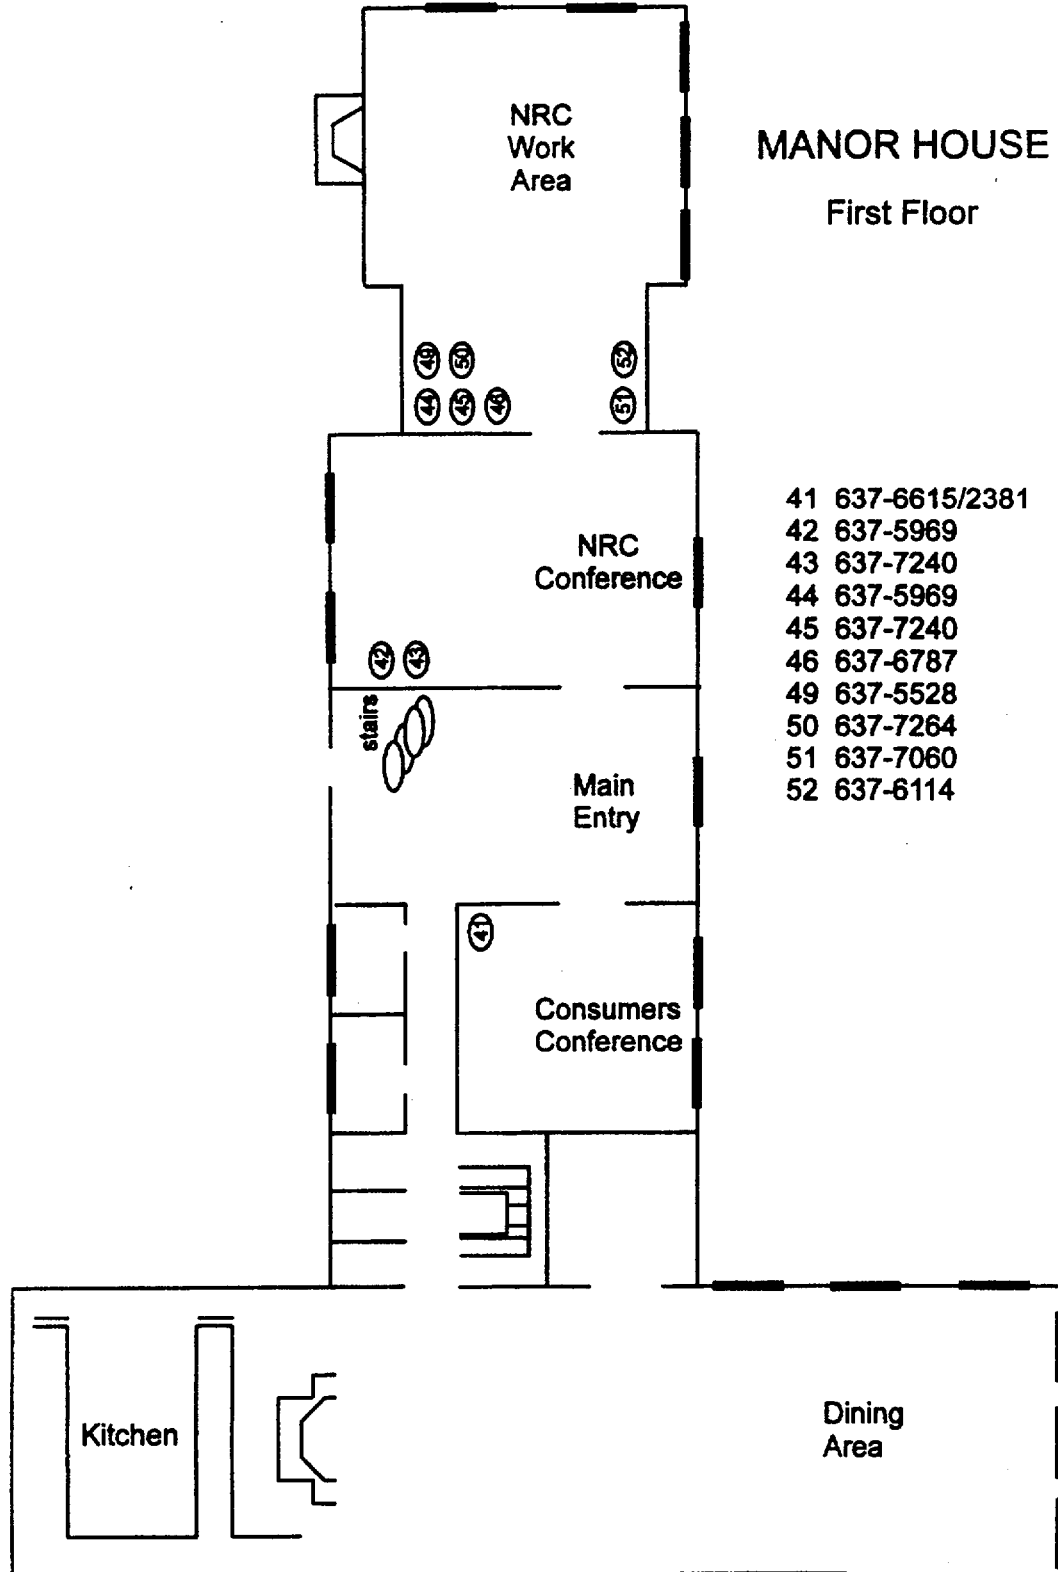 NRC
Work
Area
MANOR HOUSE
First Floor
49 50
52
44 45 46
51
41 637-6615/2381
42 637-5969
43 637-7240
44 637-5969
45 637-7240
46 637-6787
49 637-5528
50 637-7264
51 637-7060
52 637-6114
NRC
Conference
42 43
stairs
Main
Entry
41
Consumers
Conference
Kitchen
Dining
Area